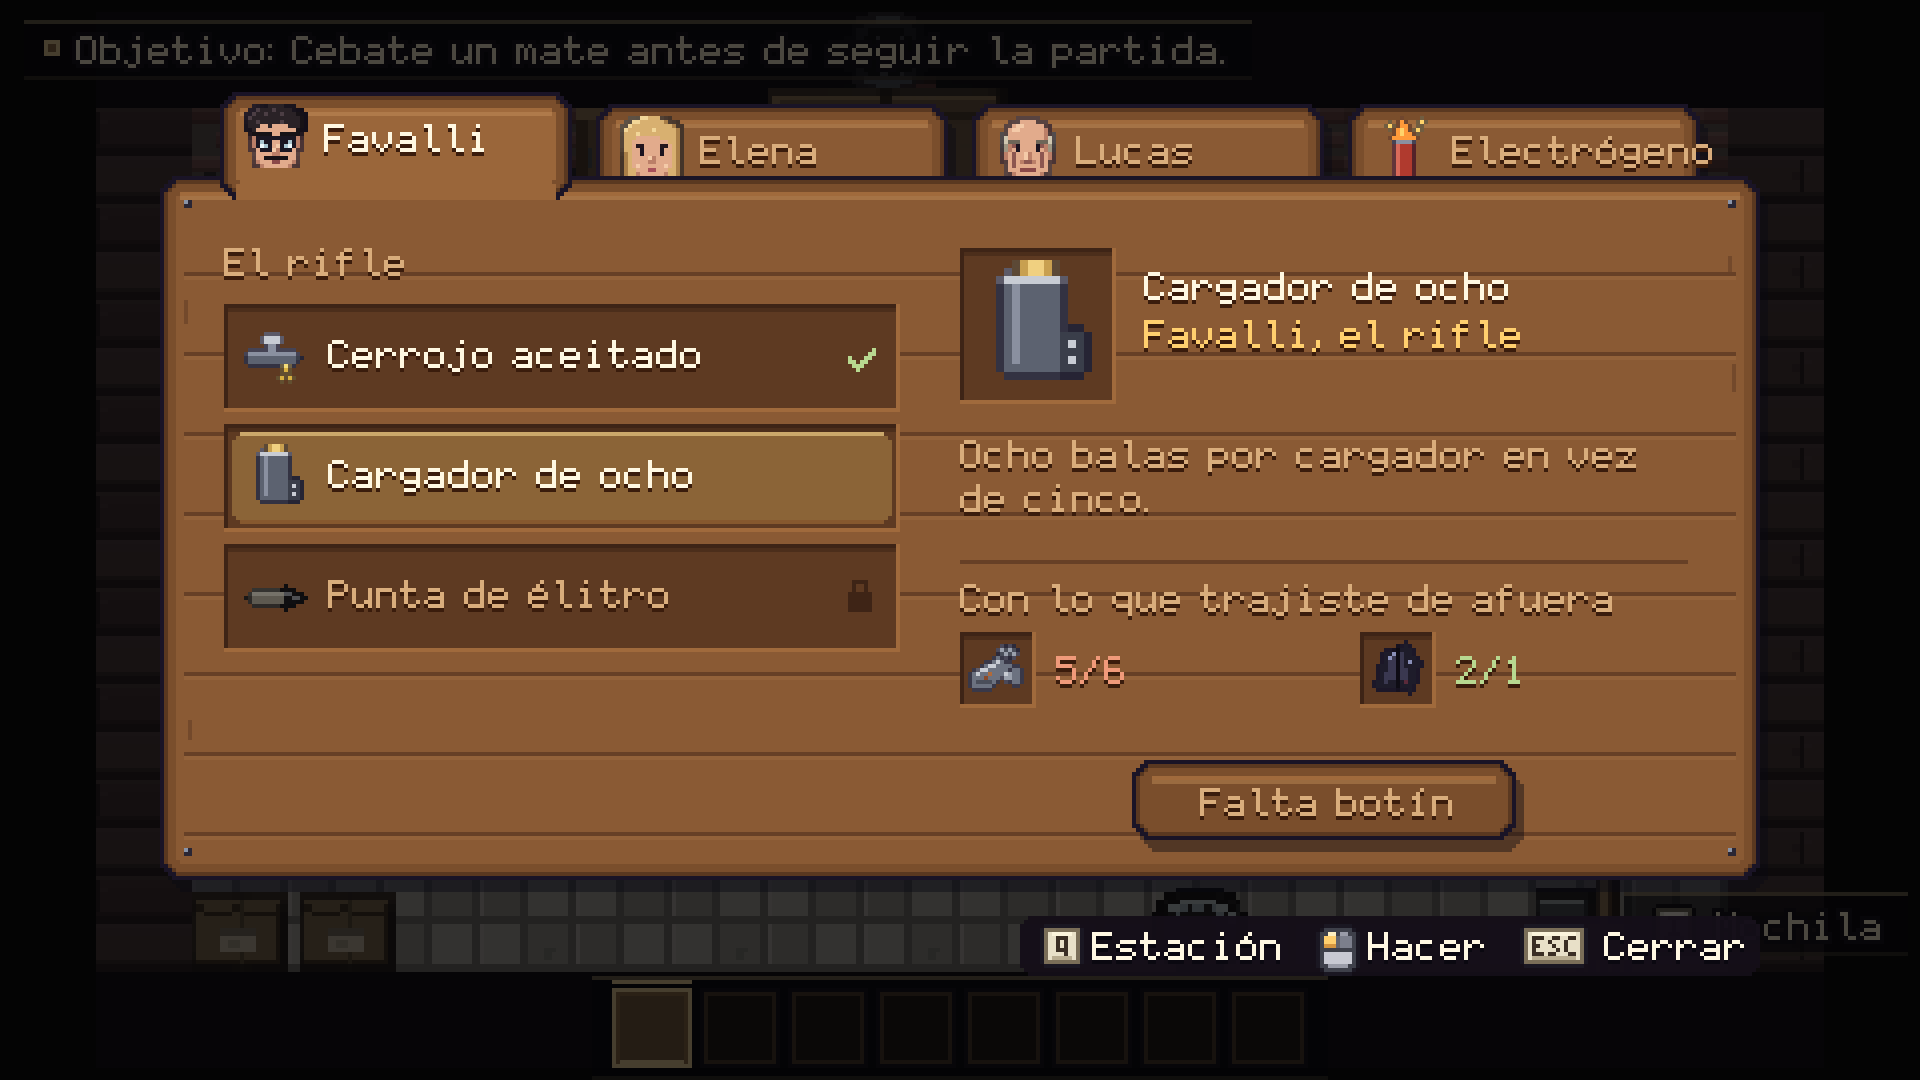 Objetivo: Cebate un mate antes de seguir la partida.
Favalli
Elena
Lucas
Electrógeno
El rifle
Cerrojo aceitado
Cargador de ocho
Punta de élitro
Cargador de ocho
Favalli, el rifle
Ocho balas por cargador en vez
de cinco.
Con lo que trajiste de afuera
5/6
2/1
Falta botín
Q Estación
Hacer
ESC Cerrar